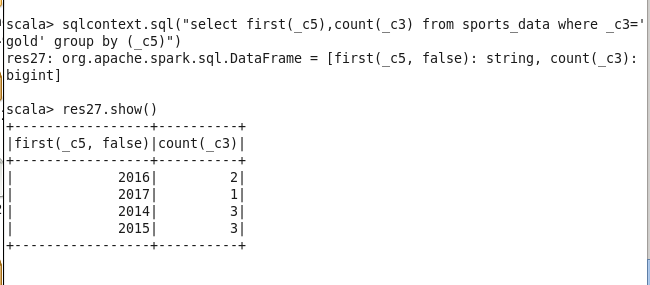 scala> sqlcontext.sql("select first(_c5),count(_c3) from sports_data where _c3='
gold' group by (_c5)")
res27: org.apache.spark.sql.DataFrame = [first(_c5, false): string, count(_c3):
bigint]
scala> res27.show()
+-----------------+----------+
|first(_c5, false)|count(_c3)|
+-----------------+----------+
|             2016|         2|
|             2017|         1|
|             2014|         3|
|             2015|         3|
+-----------------+----------+